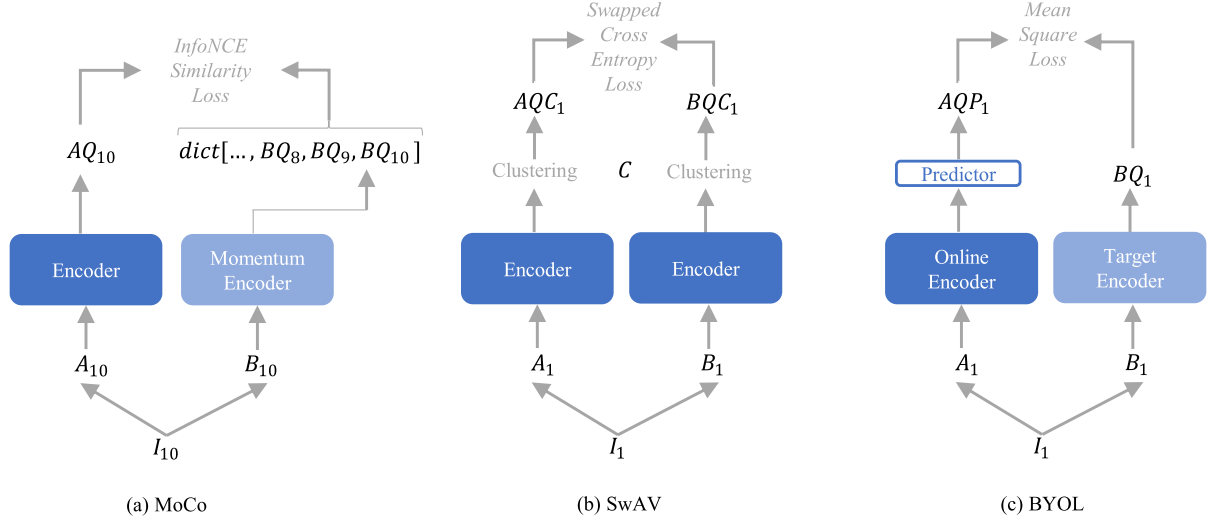 InfoNCE
Similarity
Loss
AQ₁₀
dict[…, BQ₈, BQ₉, BQ₁₀]
Encoder
Momentum
Encoder
A₁₀
B₁₀
I₁₀
(a) MoCo
Swapped
Cross
Entropy
Loss
AQC₁
BQC₁
Clustering
C
Clustering
Encoder
Encoder
A₁
B₁
I₁
(b) SwAV
Mean
Square
Loss
AQP₁
Predictor
BQ₁
Online
Encoder
Target
Encoder
A₁
B₁
I₁
(c) BYOL